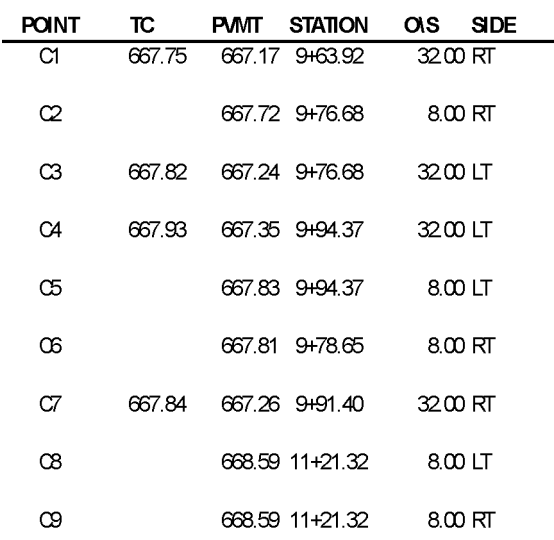 POINT TC PVMT STATION O\S SIDE
C1 667.75 667.17 9+63.92 32.00 RT
C2 667.72 9+76.68 8.00 RT
C3 667.82 667.24 9+76.68 32.00 LT
C4 667.93 667.35 9+94.37 32.00 LT
C5 667.83 9+94.37 8.00 LT
C6 667.81 9+78.65 8.00 RT
C7 667.84 667.26 9+91.40 32.00 RT
C8 668.59 11+21.32 8.00 LT
C9 668.59 11+21.32 8.00 RT